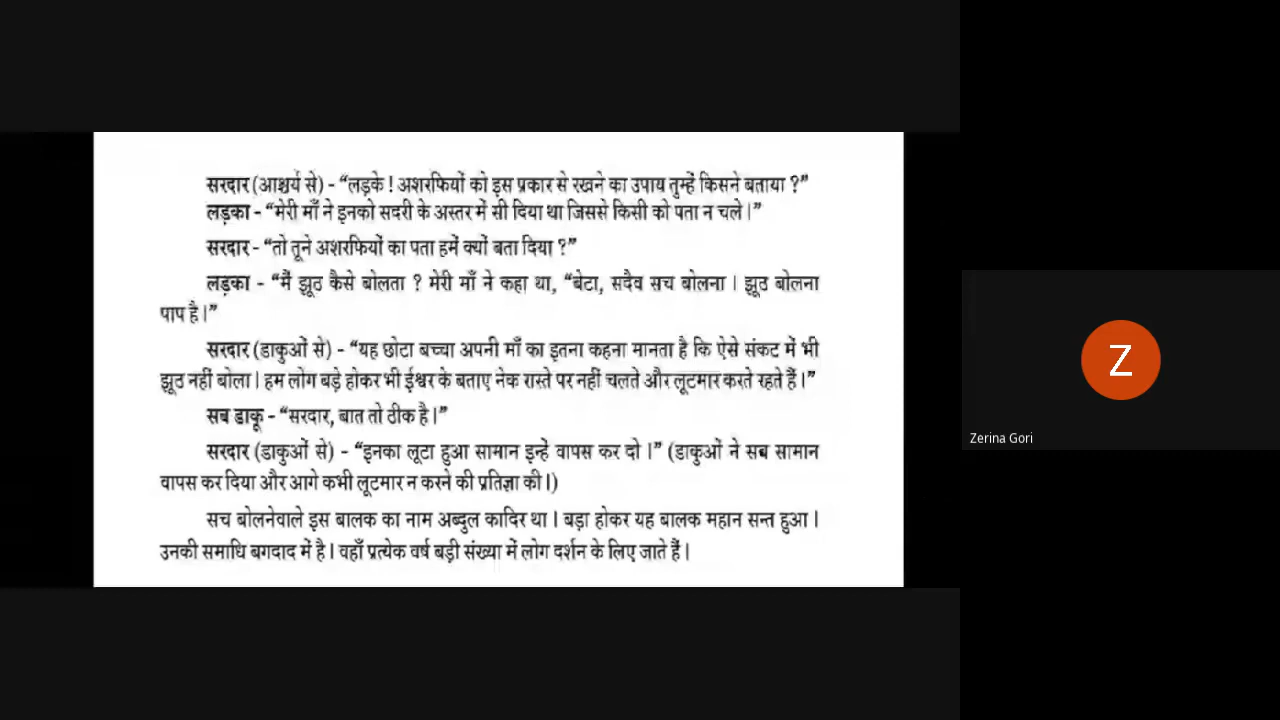 सरदार (आश्चर्य से) - “लड़के ! अशरफियों को इस प्रकार से रखने का उपाय तुम्हें किसने बताया ?”
लड़का - “मेरी माँ ने इनको सदरी के अस्तर में सी दिया था जिससे किसी को पता न चले।”
सरदार - “तो तूने अशरफियों का पता हमें क्यों बता दिया ?”
लड़का - “मैं झूठ कैसे बोलता ? मेरी माँ ने कहा था, “बेटा, सदैव सच बोलना । झूठ बोलना
पाप है।”
सरदार (डाकुओं से) - “यह छोटा बच्चा अपनी माँ का इतना कहना मानता है कि ऐसे संकट में भी
झूठ नहीं बोला। हम लोग बड़े होकर भी ईश्वर के बताए नेक रास्ते पर नहीं चलते और लूटमार करते रहते हैं।”
सब डाकू - “सरदार, बात तो ठीक है।”
सरदार (डाकुओं से) - “इनका लूटा हुआ सामान इन्हें वापस कर दो।” (डाकुओं ने सब सामान
वापस कर दिया और आगे कभी लूटमार न करने की प्रतिज्ञा की।)
सच बोलनेवाले इस बालक का नाम अब्दुल कादिर था। बड़ा होकर यह बालक महान सन्त हुआ।
उनकी समाधि बगदाद में है। वहाँ प्रत्येक वर्ष बड़ी संख्या में लोग दर्शन के लिए जाते हैं।
Z
Zerina Gori